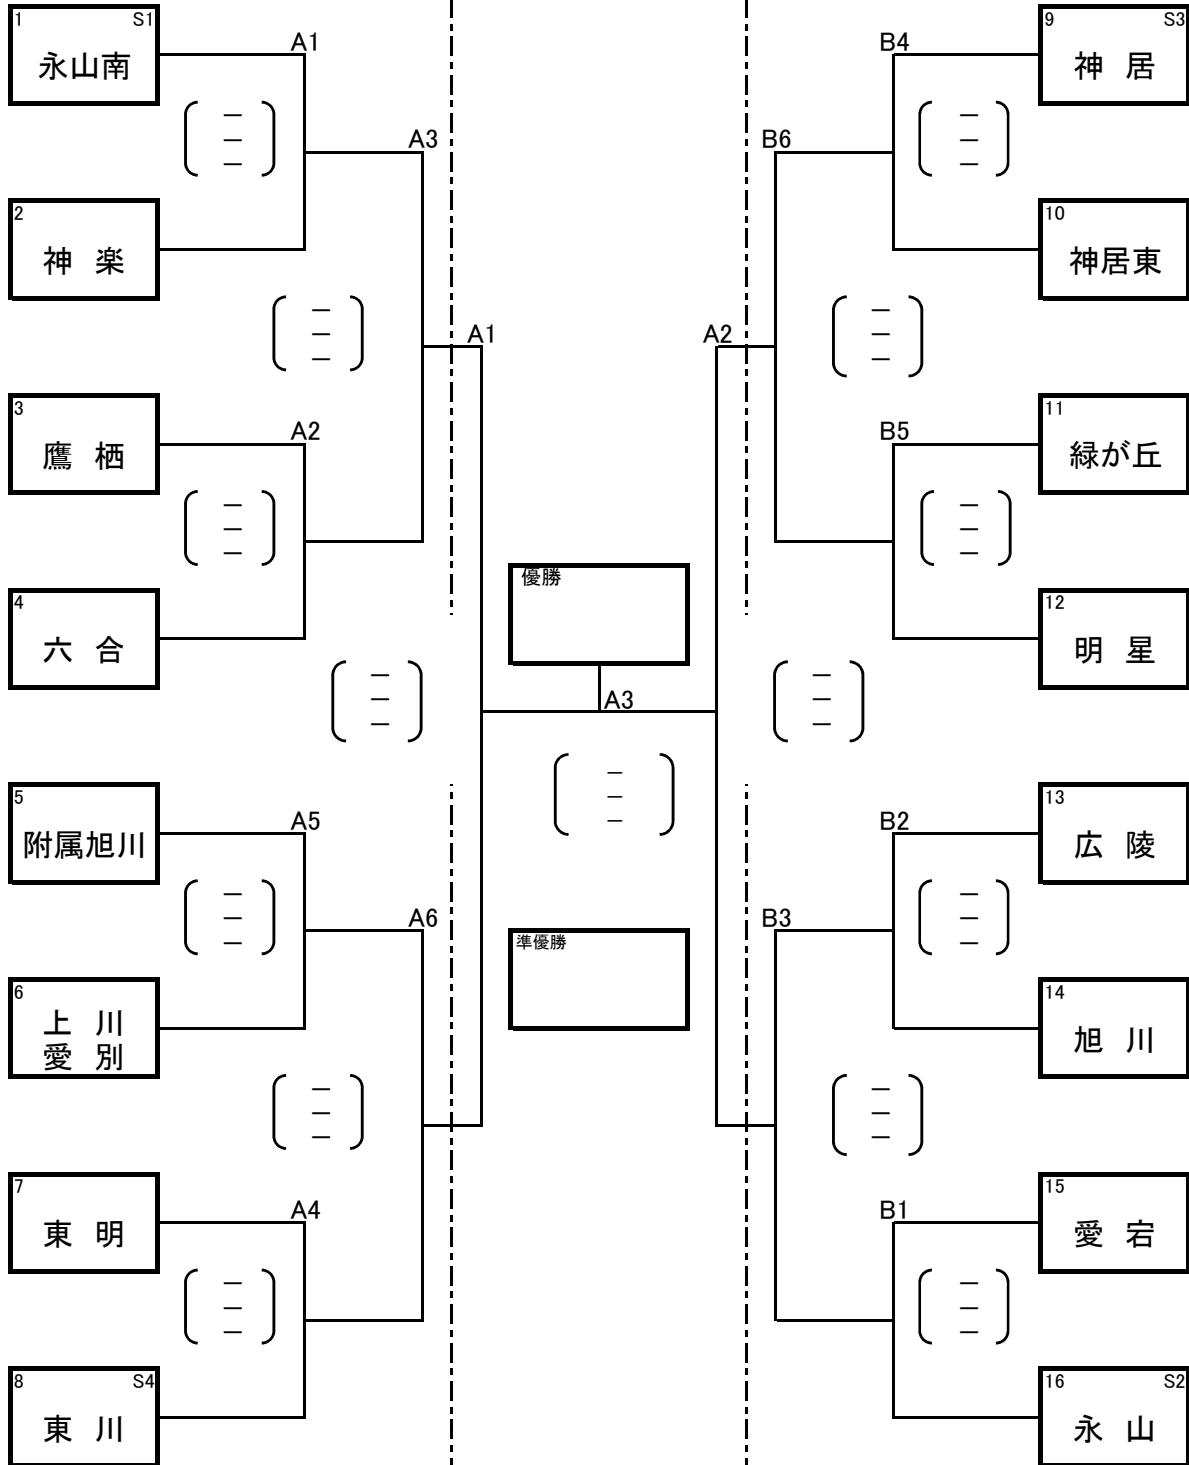 1 S1
永山南
A1
2
神 楽
A3
3
鷹 栖
A2
4
六 合
A1
5
附属旭川
A5
6
上 川
愛 別
A6
7
東 明
A4
8 S4
東 川
優勝
A3
準優勝
9 S3
神 居
B4
10
神居東
B6
11
緑が丘
B5
12
明 星
A2
13
広 陵
B2
14
旭 川
B3
15
愛 宕
B1
16 S2
永 山